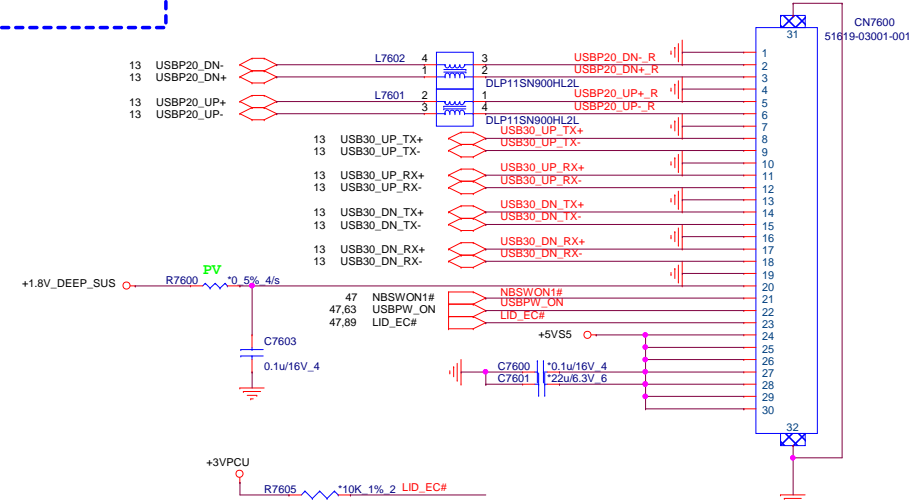 CN7600
31
51619-03001-001
1
13 USBP20_DN- L7602 4 3 USBP20_DN-_R 2
13 USBP20_DN+ 1 2 USBP20_DN+_R 3
DLP11SN900HL2L 4
13 USBP20_UP+ L7601 2 1 USBP20_UP+_R 5
13 USBP20_UP- 3 4 USBP20_UP-_R 6
DLP11SN900HL2L 7
13 USB30_UP_TX+ USB30_UP_TX+ 8
13 USB30_UP_TX- USB30_UP_TX- 9
10
13 USB30_UP_RX+ USB30_UP_RX+ 11
13 USB30_UP_RX- USB30_UP_RX- 12
13
13 USB30_DN_TX+ USB30_DN_TX+ 14
13 USB30_DN_TX- USB30_DN_TX- 15
16
13 USB30_DN_RX+ USB30_DN_RX+ 17
13 USB30_DN_RX- USB30_DN_RX- 18
PV 19
+1.8V_DEEP_SUS R7600 *0_5%_4/s 20
47 NBSWON1# NBSWON1# 21
47,63 USBPW_ON USBPW_ON 22
47,89 LID_EC# LID_EC# 23
+5VS5 24
C7603 25
26
0.1u/16V_4 C7600 *0.1u/16V_4 27
C7601 *22u/6.3V_6 28
29
30
32
+3VPCU
R7605 *10K_1%_2 LID_EC#